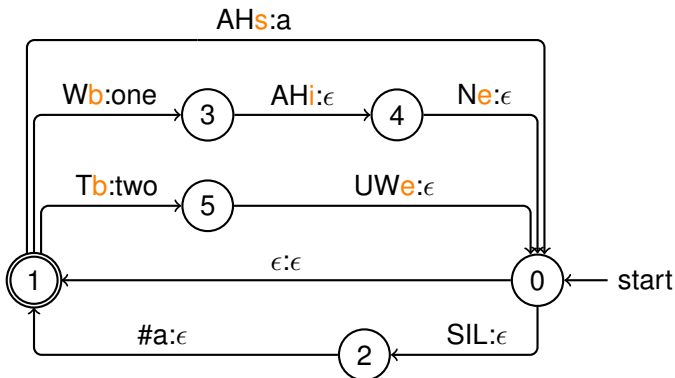 AHs:a
Wb:one
3
AHi:ϵ
4
Ne:ϵ
Tb:two
5
UWe:ϵ
1
ϵ:ϵ
0
start
#a:ϵ
2
SIL:ϵ